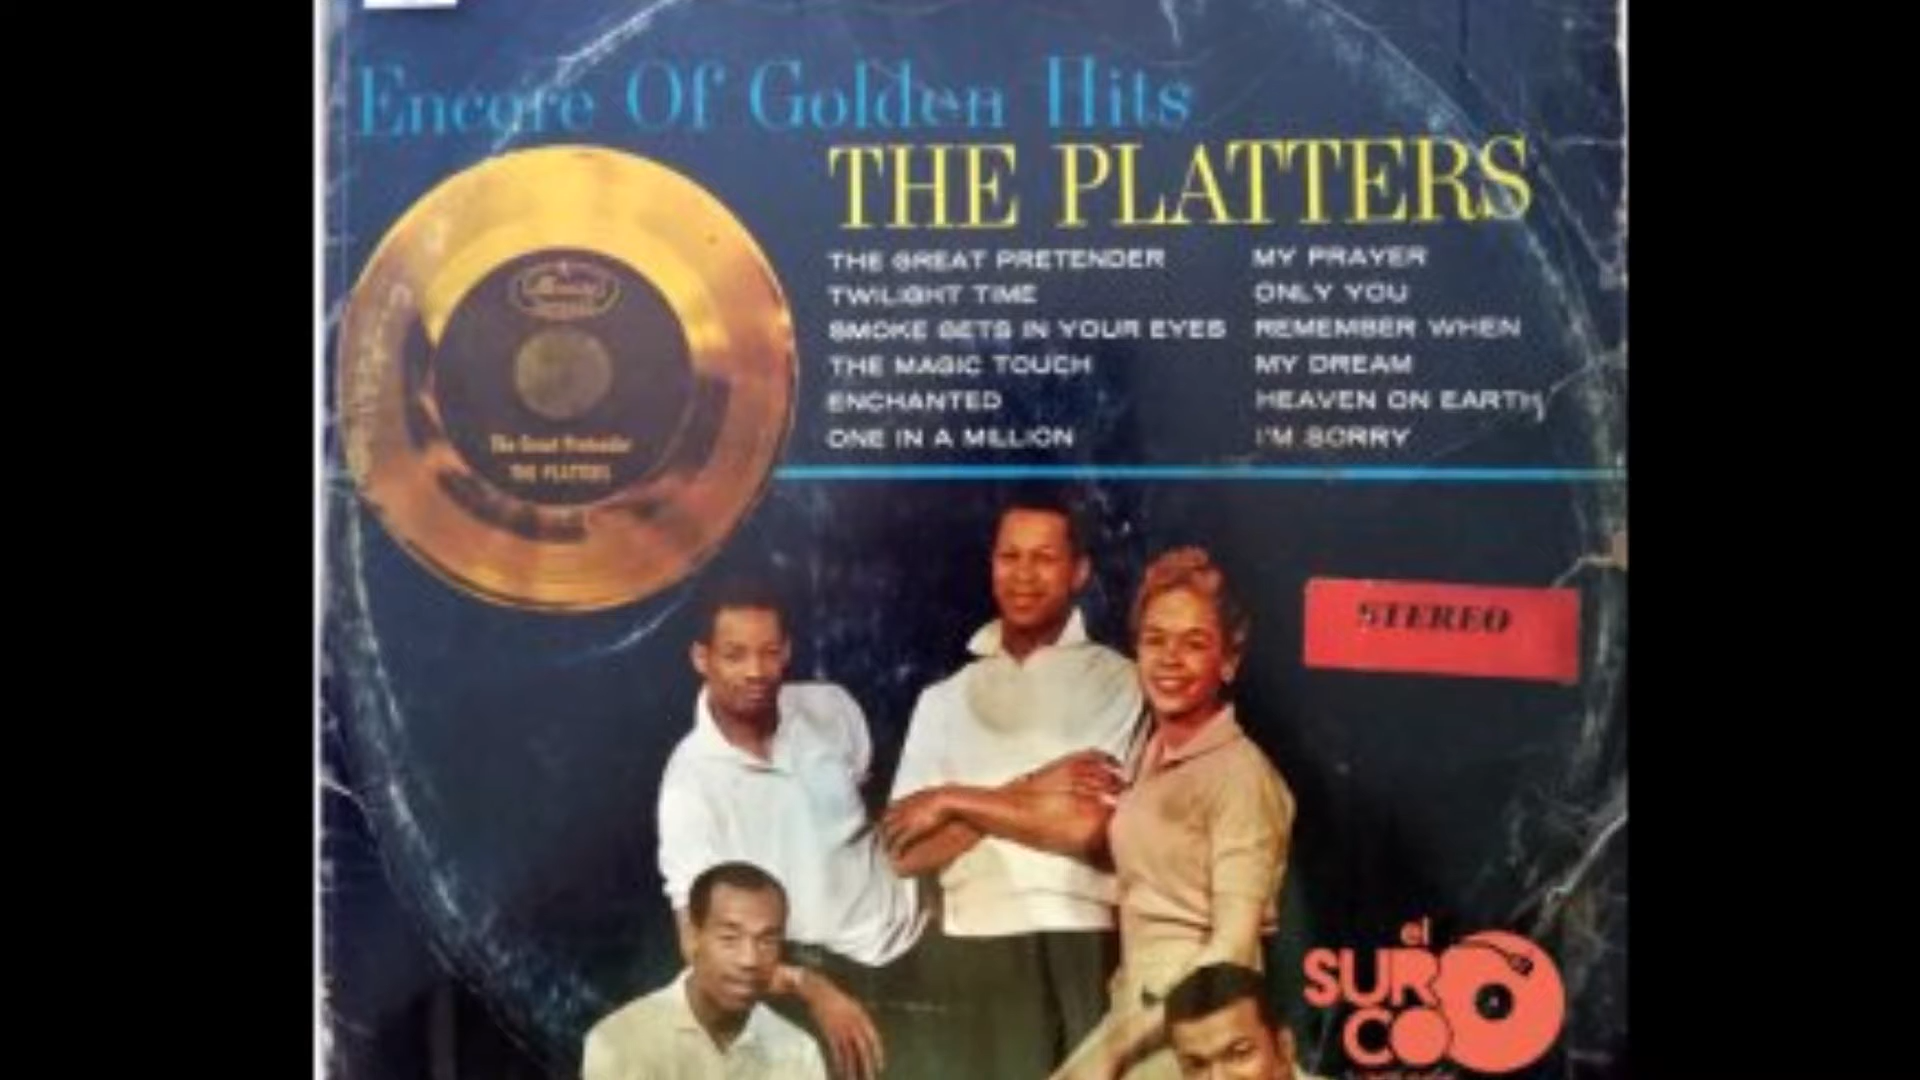 Encore Of Golden Hits
THE PLATTERS
THE GREAT PRETENDER
TWILIGHT TIME
SMOKE GETS IN YOUR EYES
THE MAGIC TOUCH
ENCHANTED
ONE IN A MILLION
MY PRAYER
ONLY YOU
REMEMBER WHEN
MY DREAM
HEAVEN ON EARTH
I'M SORRY
Mercury
The Great Pretender
THE PLATTERS
STEREO
el
SUR
CO